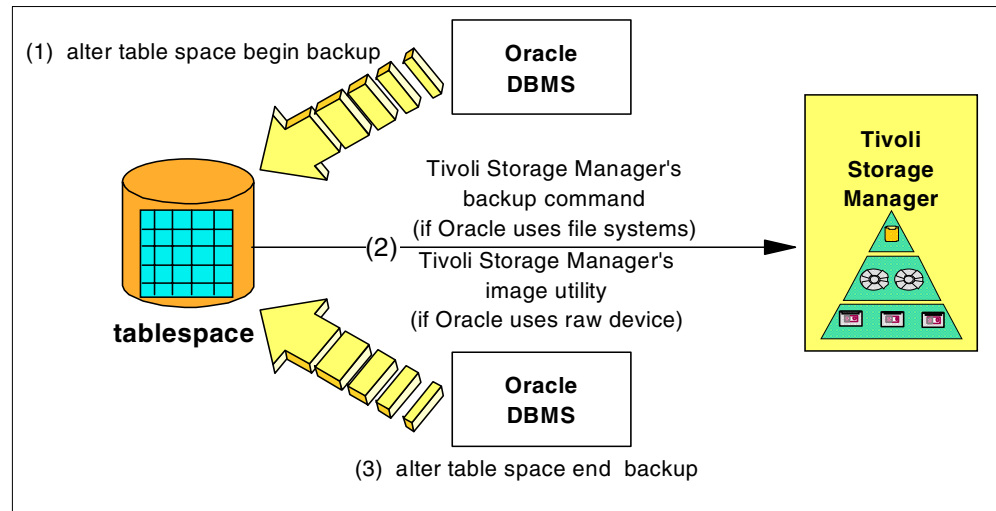 (1) alter table space begin backup
Oracle
DBMS
Tivoli
Storage
Manager
Tivoli Storage Manager's
backup command
(if Oracle uses file systems)
(2)
Tivoli Storage Manager's
image utility
(if Oracle uses raw device)
tablespace
Oracle
DBMS
(3) alter table space end backup